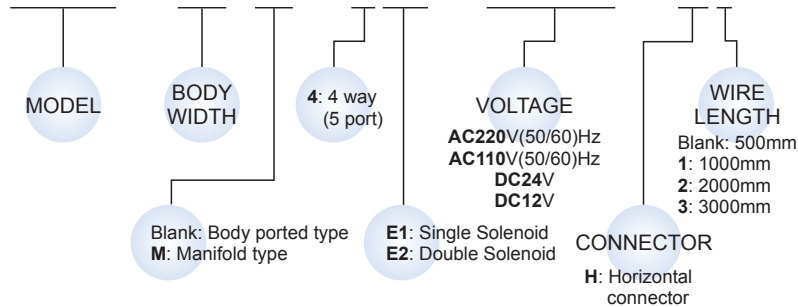 MODEL
BODY
WIDTH
4: 4 way
(5 port)
VOLTAGE
AC220V(50/60)Hz
AC110V(50/60)Hz
DC24V
DC12V
WIRE
LENGTH
Blank: 500mm
1: 1000mm
2: 2000mm
3: 3000mm
Blank: Body ported type
M: Manifold type
E1: Single Solenoid
E2: Double Solenoid
CONNECTOR
H: Horizontal
connector